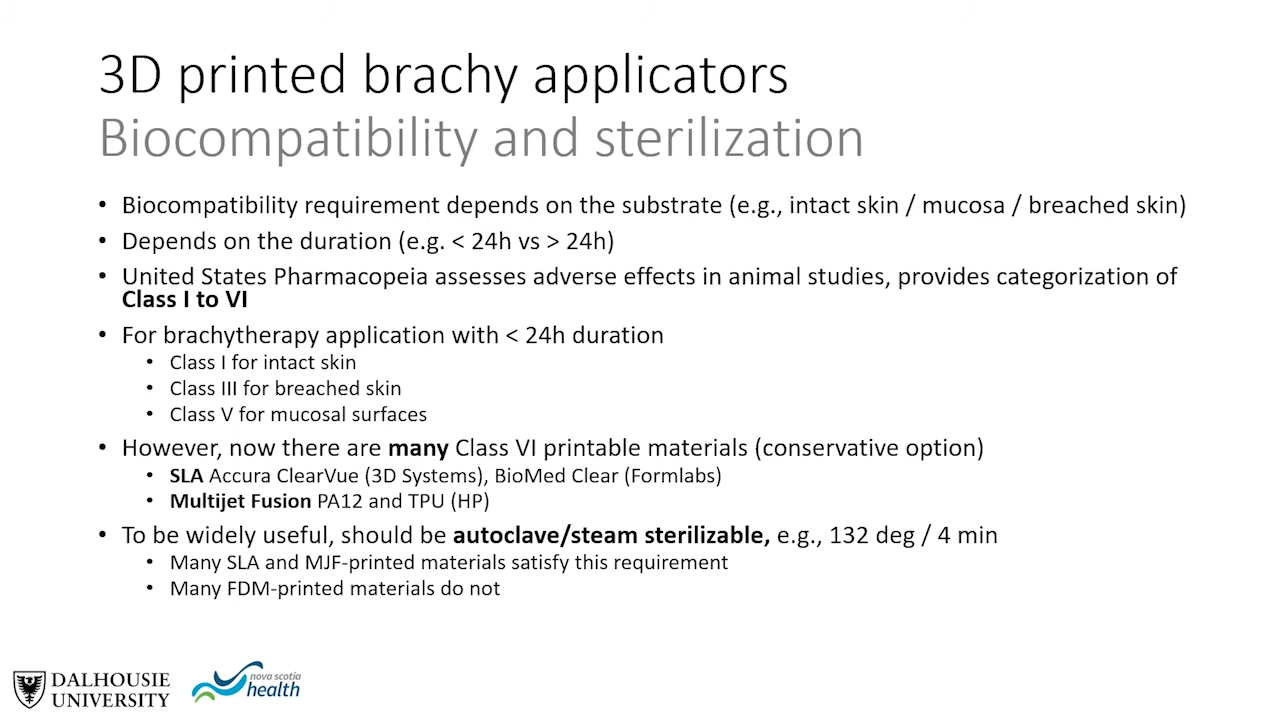 3D printed brachy applicators
Biocompatibility and sterilization
• Biocompatibility requirement depends on the substrate (e.g., intact skin / mucosa / breached skin)
• Depends on the duration (e.g. < 24h vs > 24h)
• United States Pharmacopeia assesses adverse effects in animal studies, provides categorization of
Class I to VI
• For brachytherapy application with < 24h duration
• Class I for intact skin
• Class III for breached skin
• Class V for mucosal surfaces
• However, now there are many Class VI printable materials (conservative option)
• SLA Accura ClearVue (3D Systems), BioMed Clear (Formlabs)
• Multijet Fusion PA12 and TPU (HP)
• To be widely useful, should be autoclave/steam sterilizable, e.g., 132 deg / 4 min
• Many SLA and MJF-printed materials satisfy this requirement
• Many FDM-printed materials do not
DALHOUSIE
UNIVERSITY
nova scotia
health